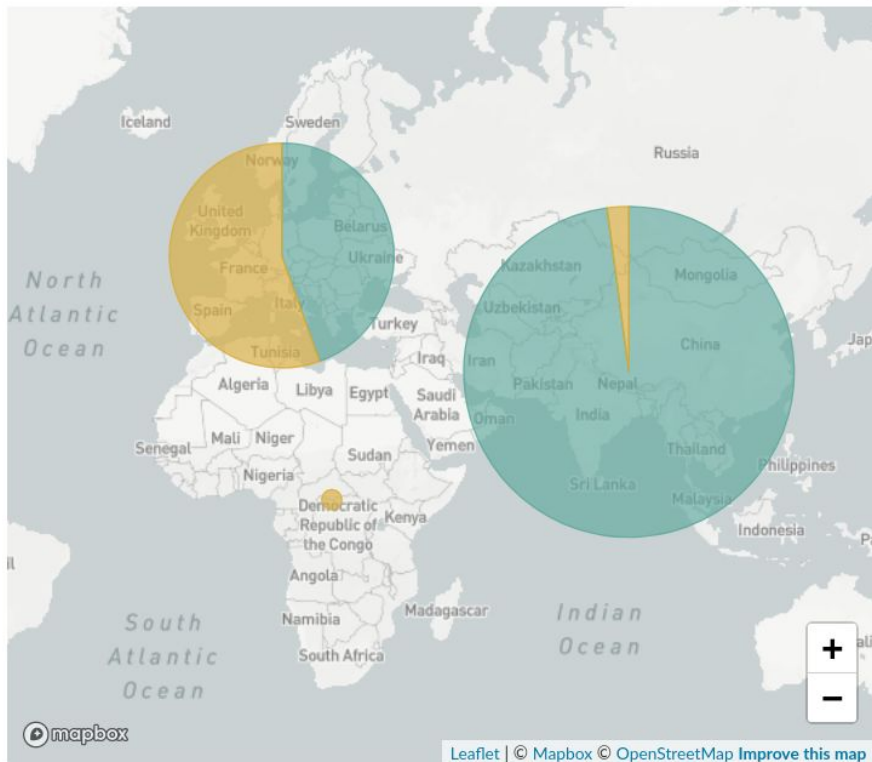 Iceland
Sweden
Norway
Russia
United
Kingdom
Belarus
Ukraine
France
Kazakhstan
Mongolia
North
Atlantic
Ocean
Spain
Italy
Uzbekistan
Turkey
China
Tunisia
Iraq
Iran
Algeria
Libya
Egypt
Saudi
Arabia
Pakistan
Nepal
Oman
India
Senegal
Mali
Niger
Sudan
Yemen
Thailand
Nigeria
Philippines
Sri Lanka
Malaysia
Democratic
Republic of
the Congo
Kenya
Indonesia
Angola
Madagascar
Namibia
South Africa
South
Atlantic
Ocean
Indian
Ocean
+
−
mapbox
Leaflet | © Mapbox © OpenStreetMap Improve this map